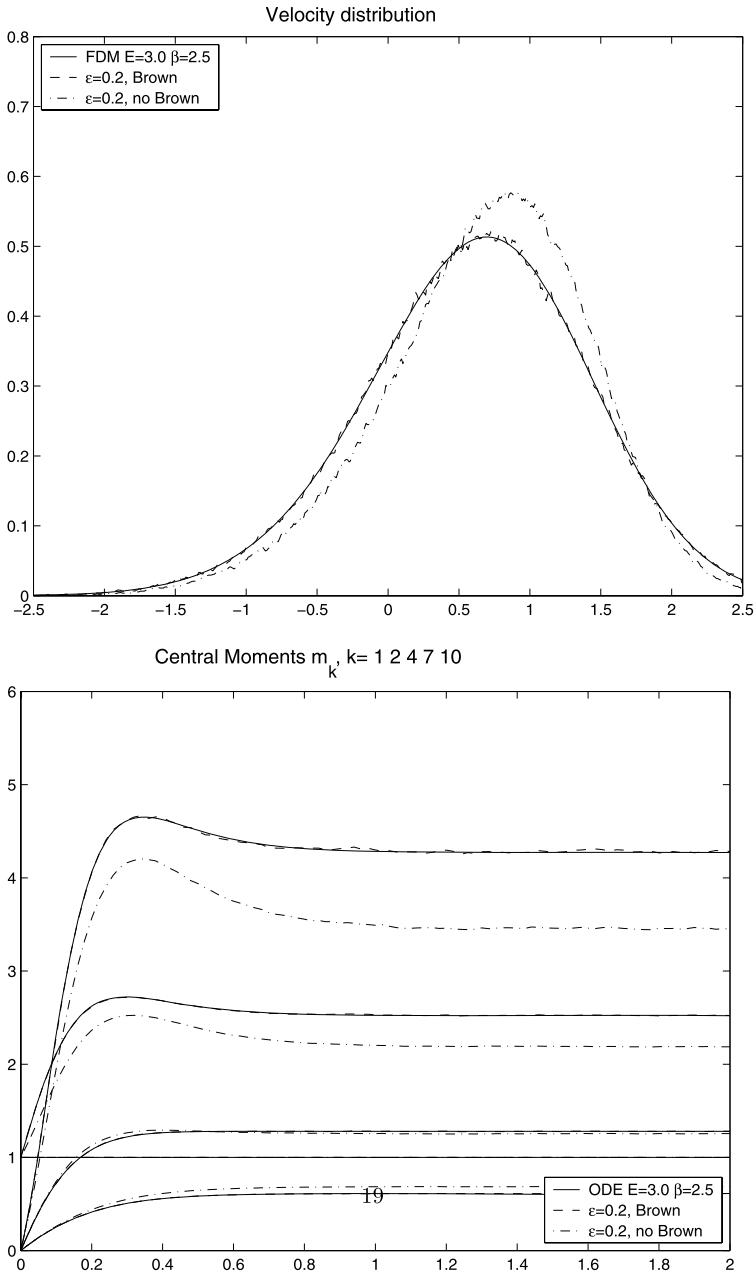 Velocity distribution
0.8
0.7
0.6
0.5
0.4
0.3
0.2
0.1
0
FDM E=3.0 β=2.5
ε=0.2, Brown
ε=0.2, no Brown
−2.5 −2 −1.5 −1 −0.5 0 0.5 1 1.5 2 2.5
Central Moments m_k, k= 1 2 4 7 10
6
5
4
3
2
1
0
ODE E=3.0 β=2.5
ε=0.2, Brown
ε=0.2, no Brown
19
0 0.2 0.4 0.6 0.8 1 1.2 1.4 1.6 1.8 2